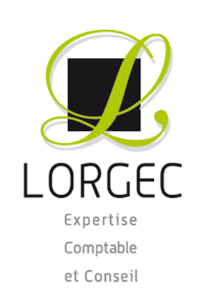 L
LORGEC
Expertise
Comptable
et Conseil